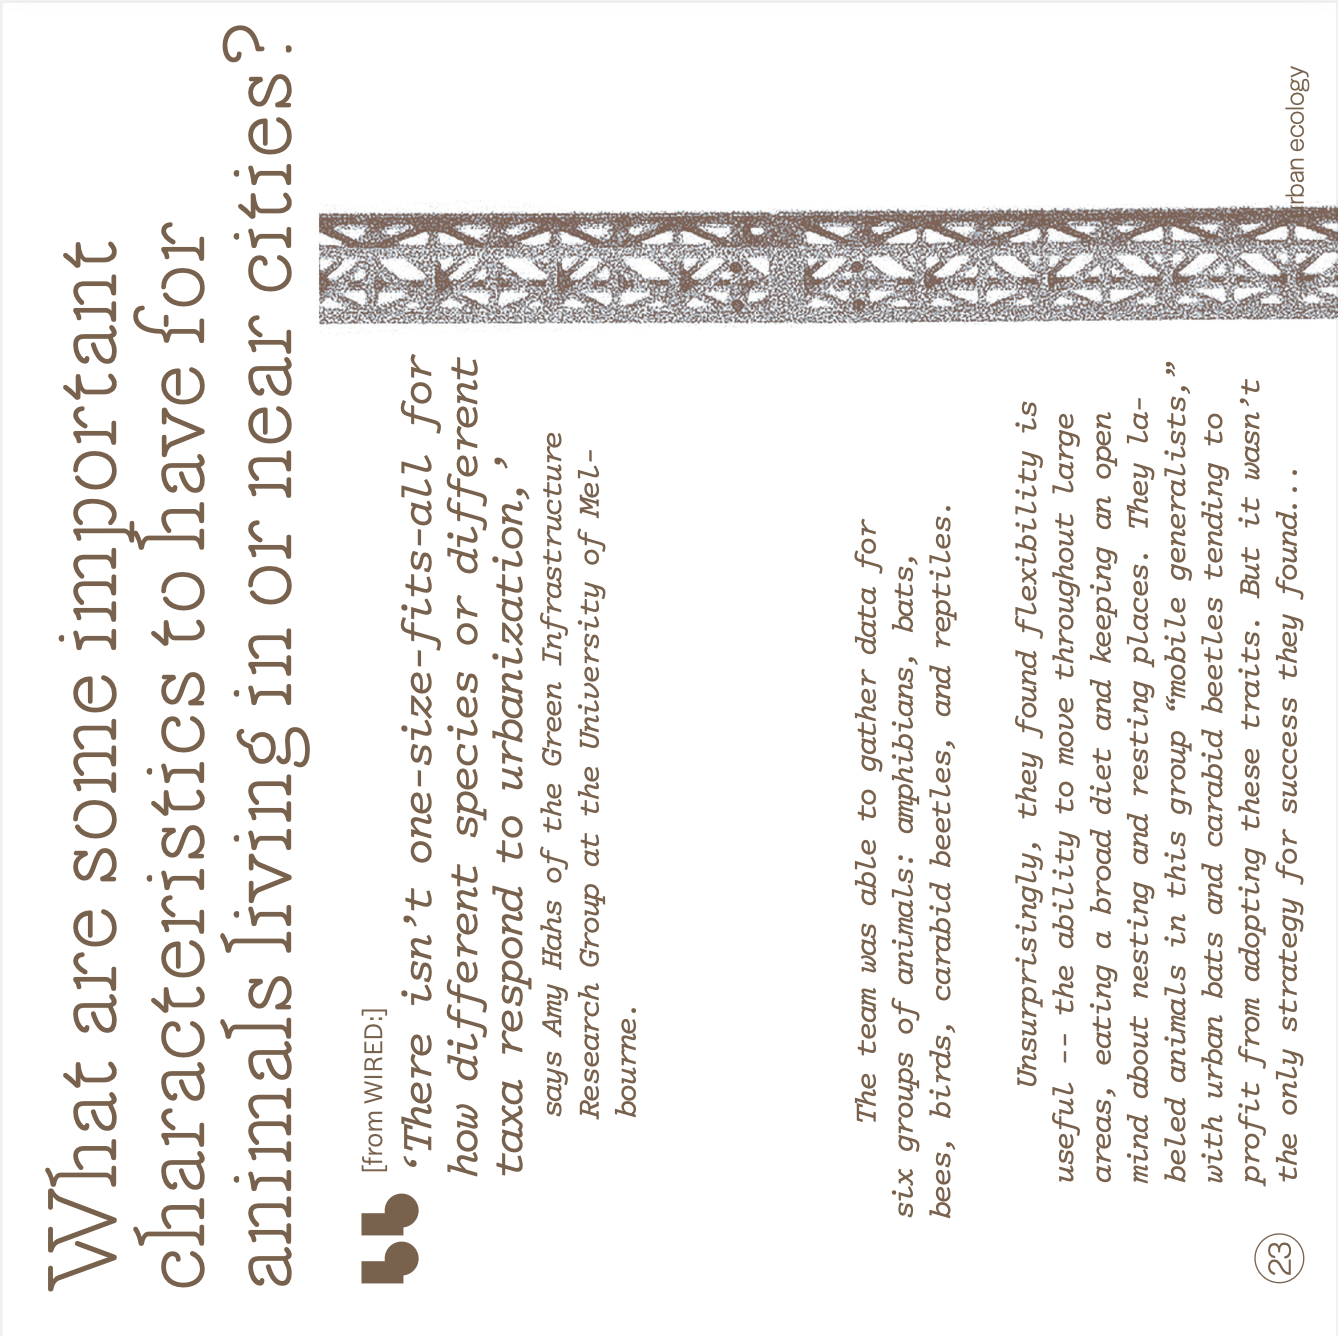 What are some important
characteristics to have for
animals living in or near cities?
[from WIRED:]
‘There isn’t one-size-fits-all for
how different species or different
taxa respond to urbanization,’
says Amy Hahs of the Green Infrastructure
Research Group at the University of Mel-
bourne.
The team was able to gather data for
six groups of animals: amphibians, bats,
bees, birds, carabid beetles, and reptiles.
Unsurprisingly, they found flexibility is
useful -- the ability to move throughout large
areas, eating a broad diet and keeping an open
mind about nesting and resting places. They la-
beled animals in this group “mobile generalists,”
with urban bats and carabid beetles tending to
profit from adopting these traits. But it wasn’t
the only strategy for success they found...
23
rban ecology